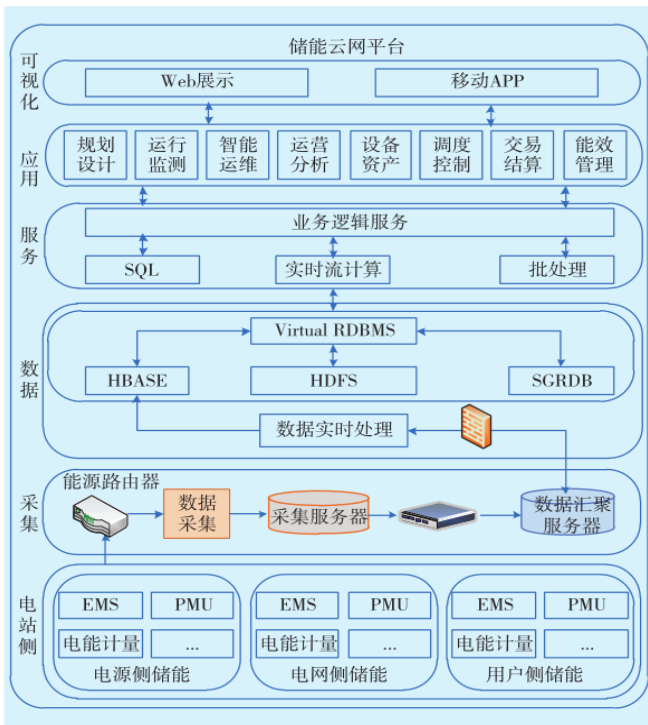 储能云网平台
可视化
Web展示
移动APP
应用
规划设计
运行监测
智能运维
运营分析
设备资产
调度控制
交易结算
能效管理
服务
业务逻辑服务
SQL
实时流计算
批处理
数据
Virtual RDBMS
HBASE
HDFS
SGRDB
数据实时处理
采集
能源路由器
数据采集
采集服务器
数据汇聚服务器
电站侧
EMS
PMU
电能计量
...
电源侧储能
EMS
PMU
电能计量
...
电网侧储能
EMS
PMU
电能计量
...
用户侧储能